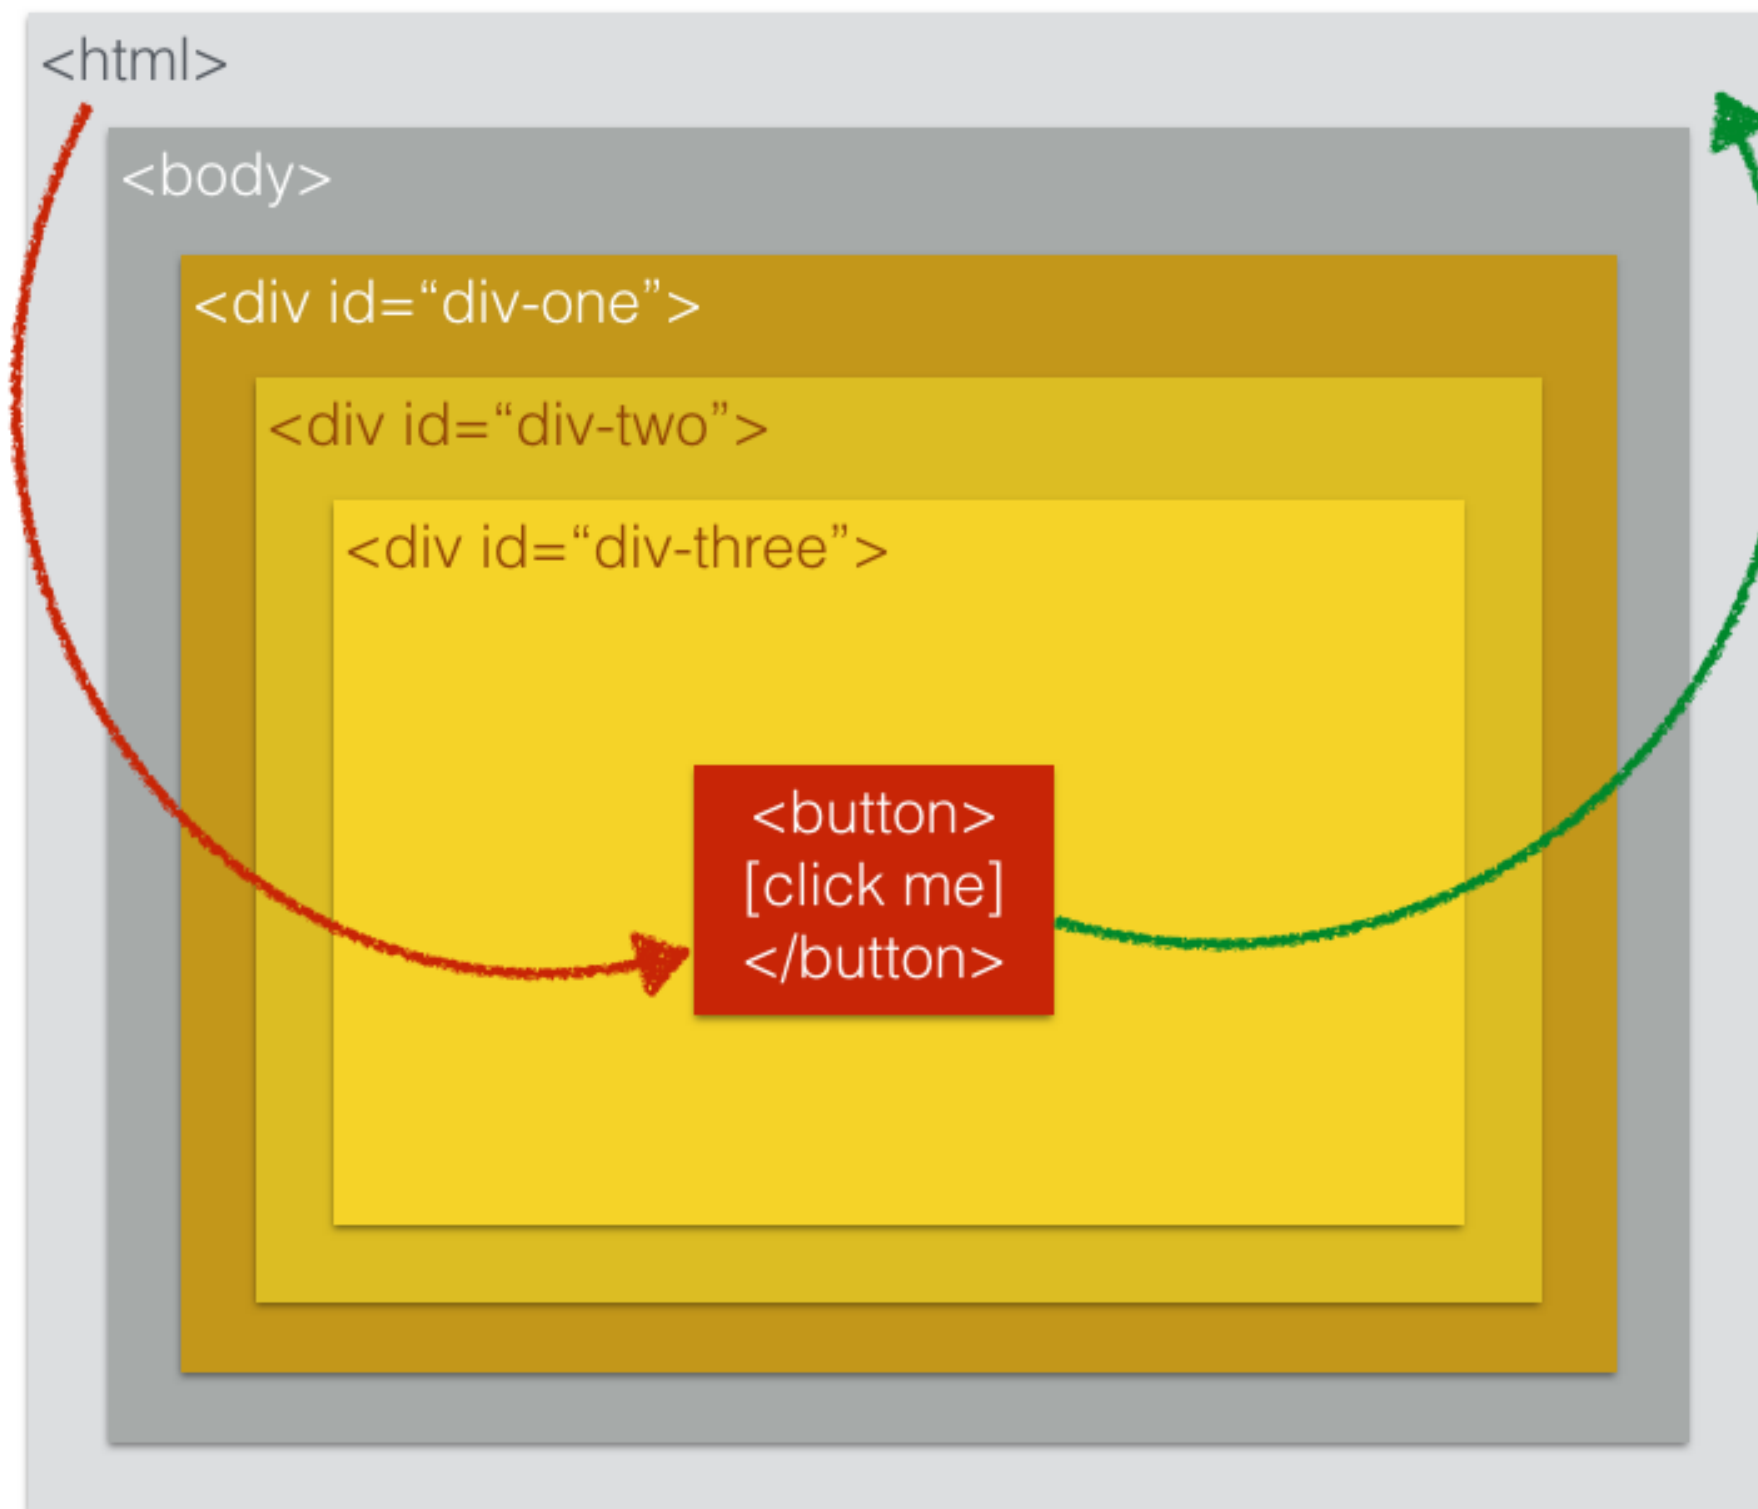 <html>
<body>
<div id=“div-one”>
<div id=“div-two”>
<div id=“div-three”>
<button>
[click me]
</button>